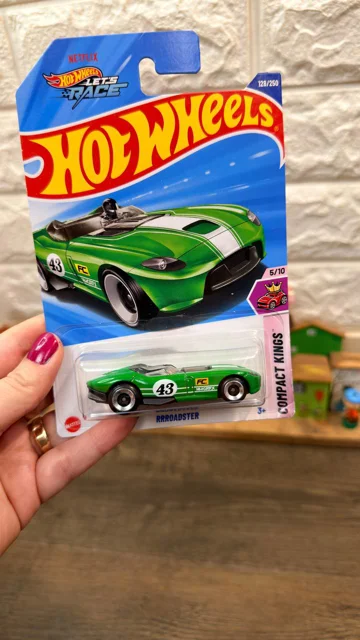 NETFLIX
Hot Wheels
LET'S
RACE
128/250
HOT WHEELS
43
FC
5/10
COMPACT KINGS
43
FC
RRROADSTER
3+
MATTEL